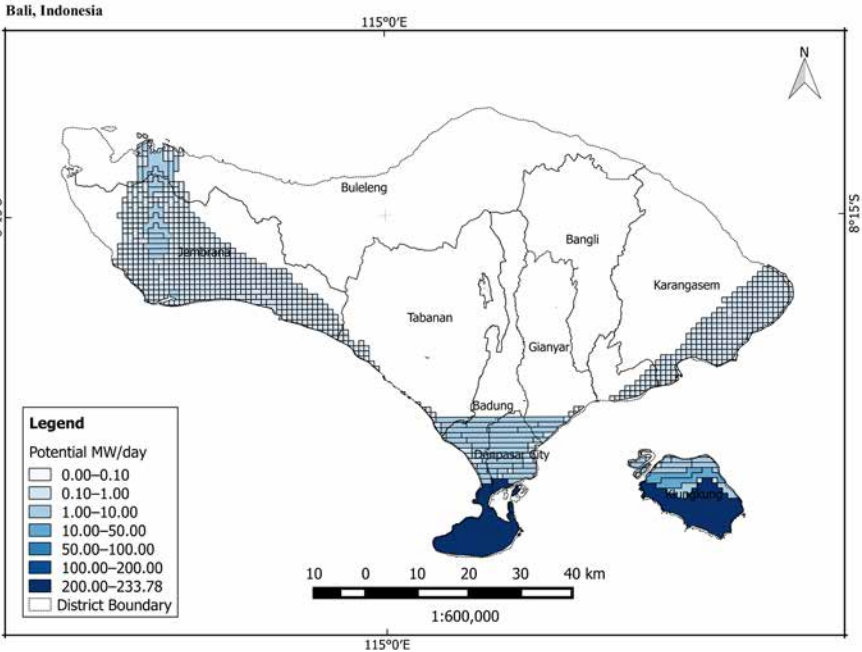 Bali, Indonesia
115°0′E
N
8°15′S
Buleleng
Jembrana
Bangli
Karangasem
Tabanan
Gianyar
Badung
Denpasar City
Klungkung
Legend
Potential MW/day
0.00–0.10
0.10–1.00
1.00–10.00
10.00–50.00
50.00–100.00
100.00–200.00
200.00–233.78
District Boundary
10 0 10 20 30 40 km
1:600,000
115°0′E